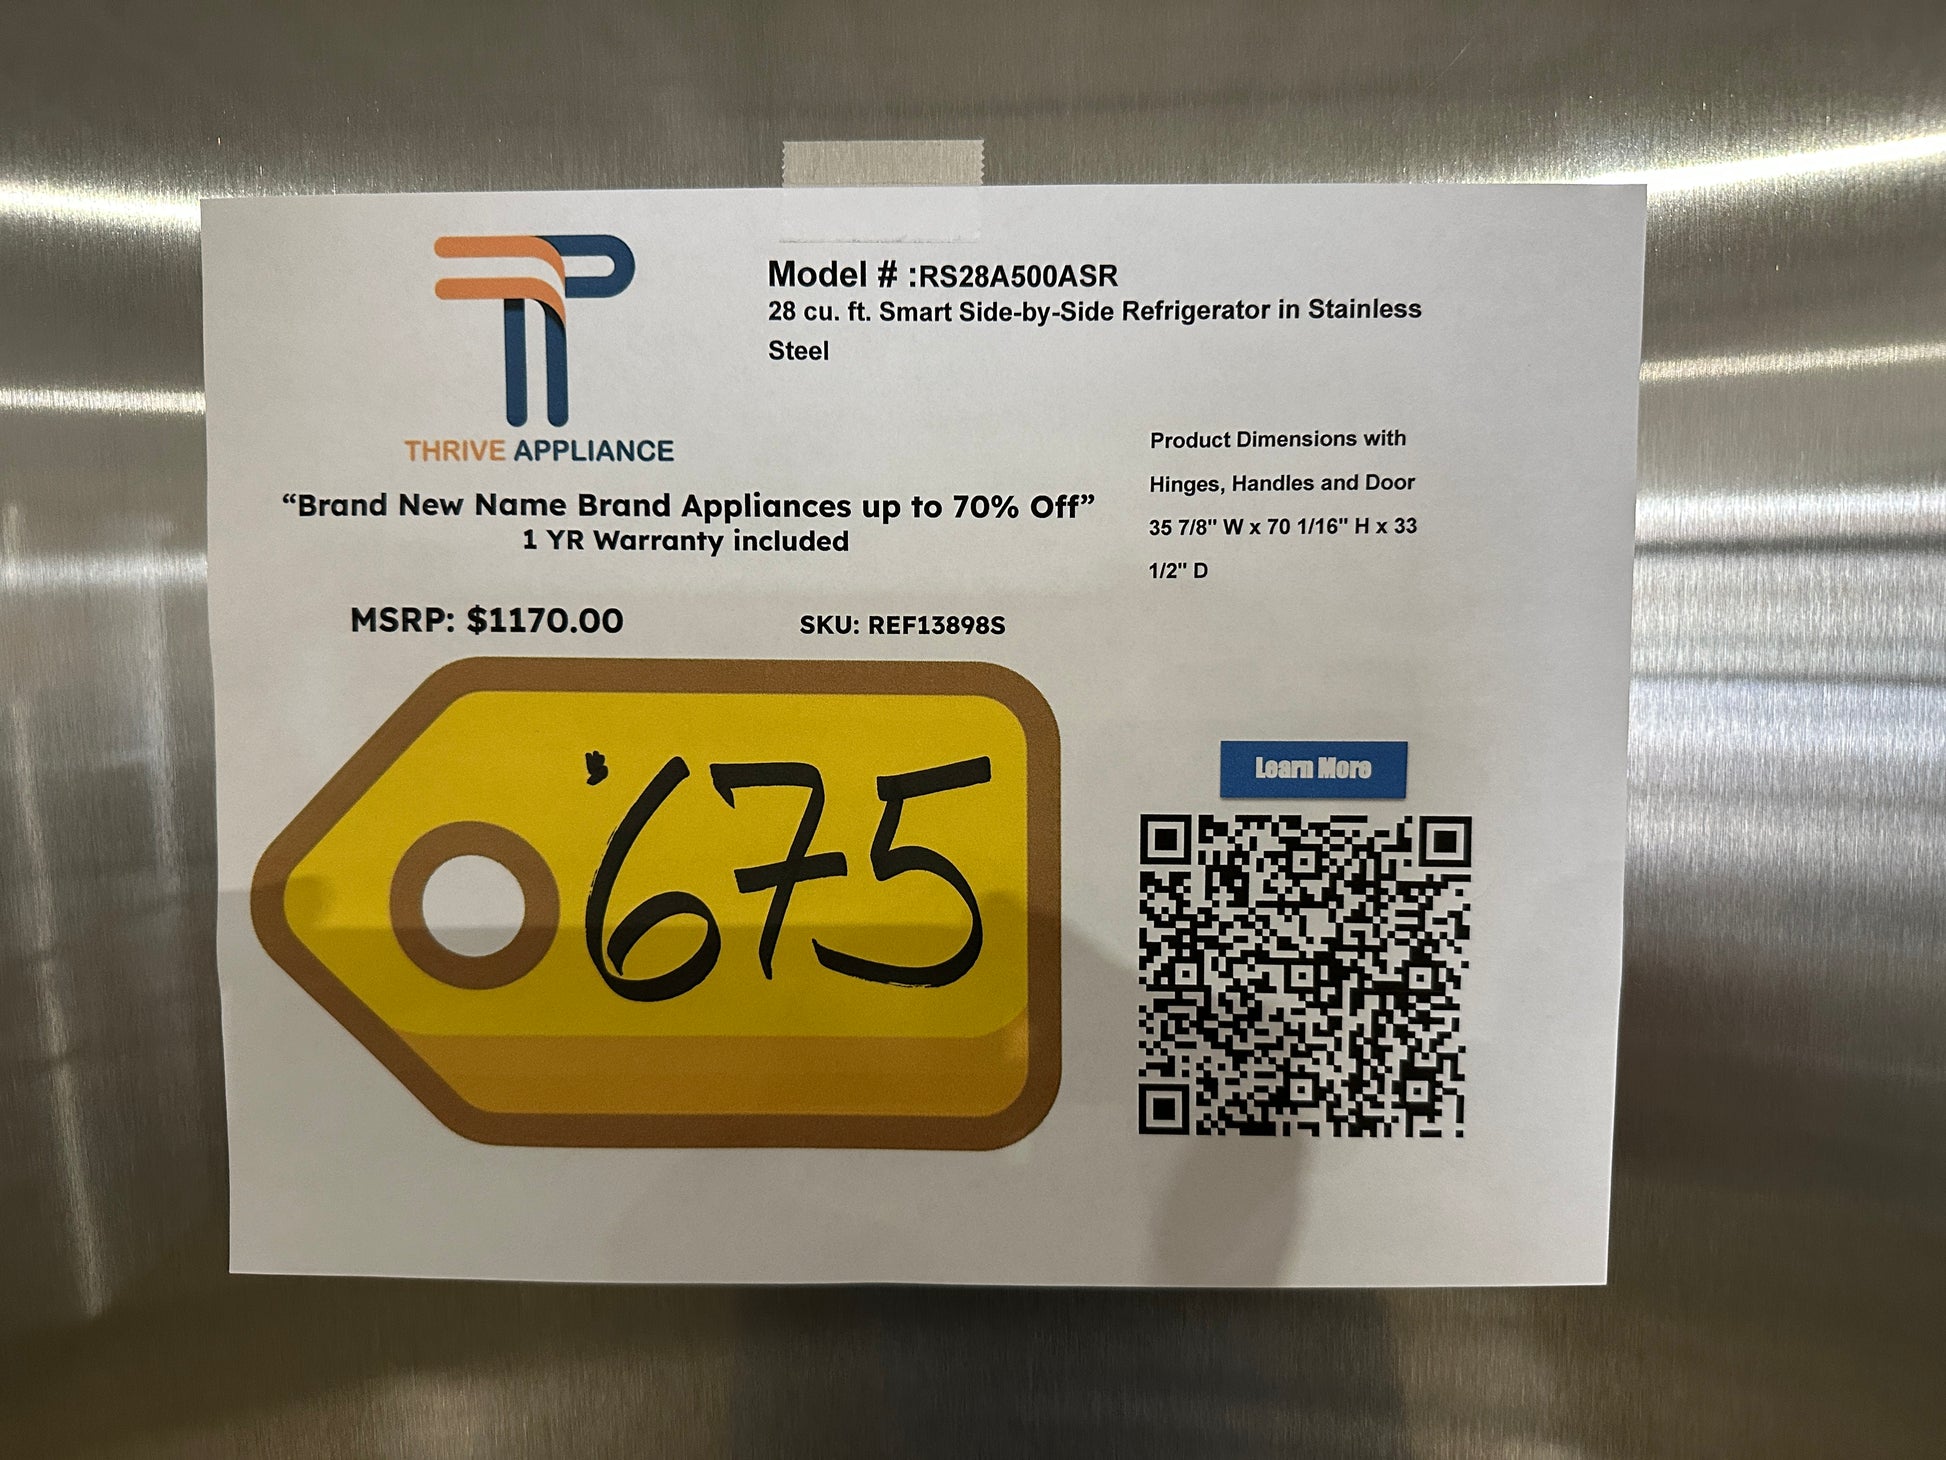 Model # :RS28A500ASR
28 cu. ft. Smart Side-by-Side Refrigerator in Stainless
Steel
THRIVE APPLIANCE
“Brand New Name Brand Appliances up to 70% Off”
1 YR Warranty included
Product Dimensions with
Hinges, Handles and Door
35 7/8" W x 70 1/16" H x 33
1/2" D
MSRP: $1170.00
SKU: REF13898S
$675
Learn More